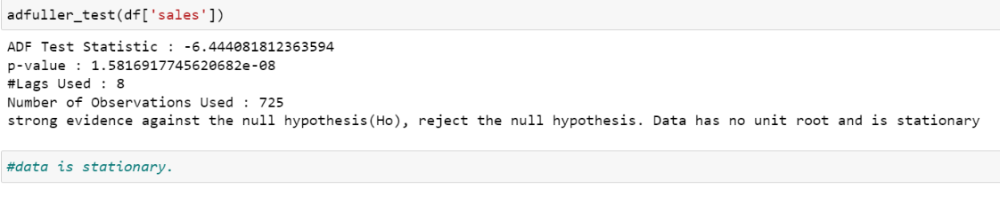 adfuller_test(df['sales'])
ADF Test Statistic : -6.444081812363594
p-value : 1.5816917745620682e-08
#Lags Used : 8
Number of Observations Used : 725
strong evidence against the null hypothesis(Ho), reject the null hypothesis. Data has no unit root and is stationary
#data is stationary.